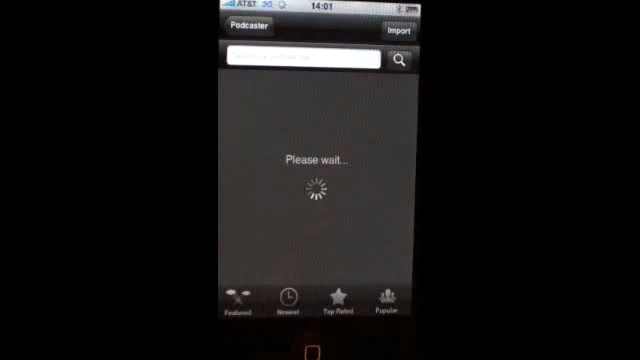 AT&T 3G 14:01
Podcaster
Import
Please wait...
Featured Newest Top Rated Popular